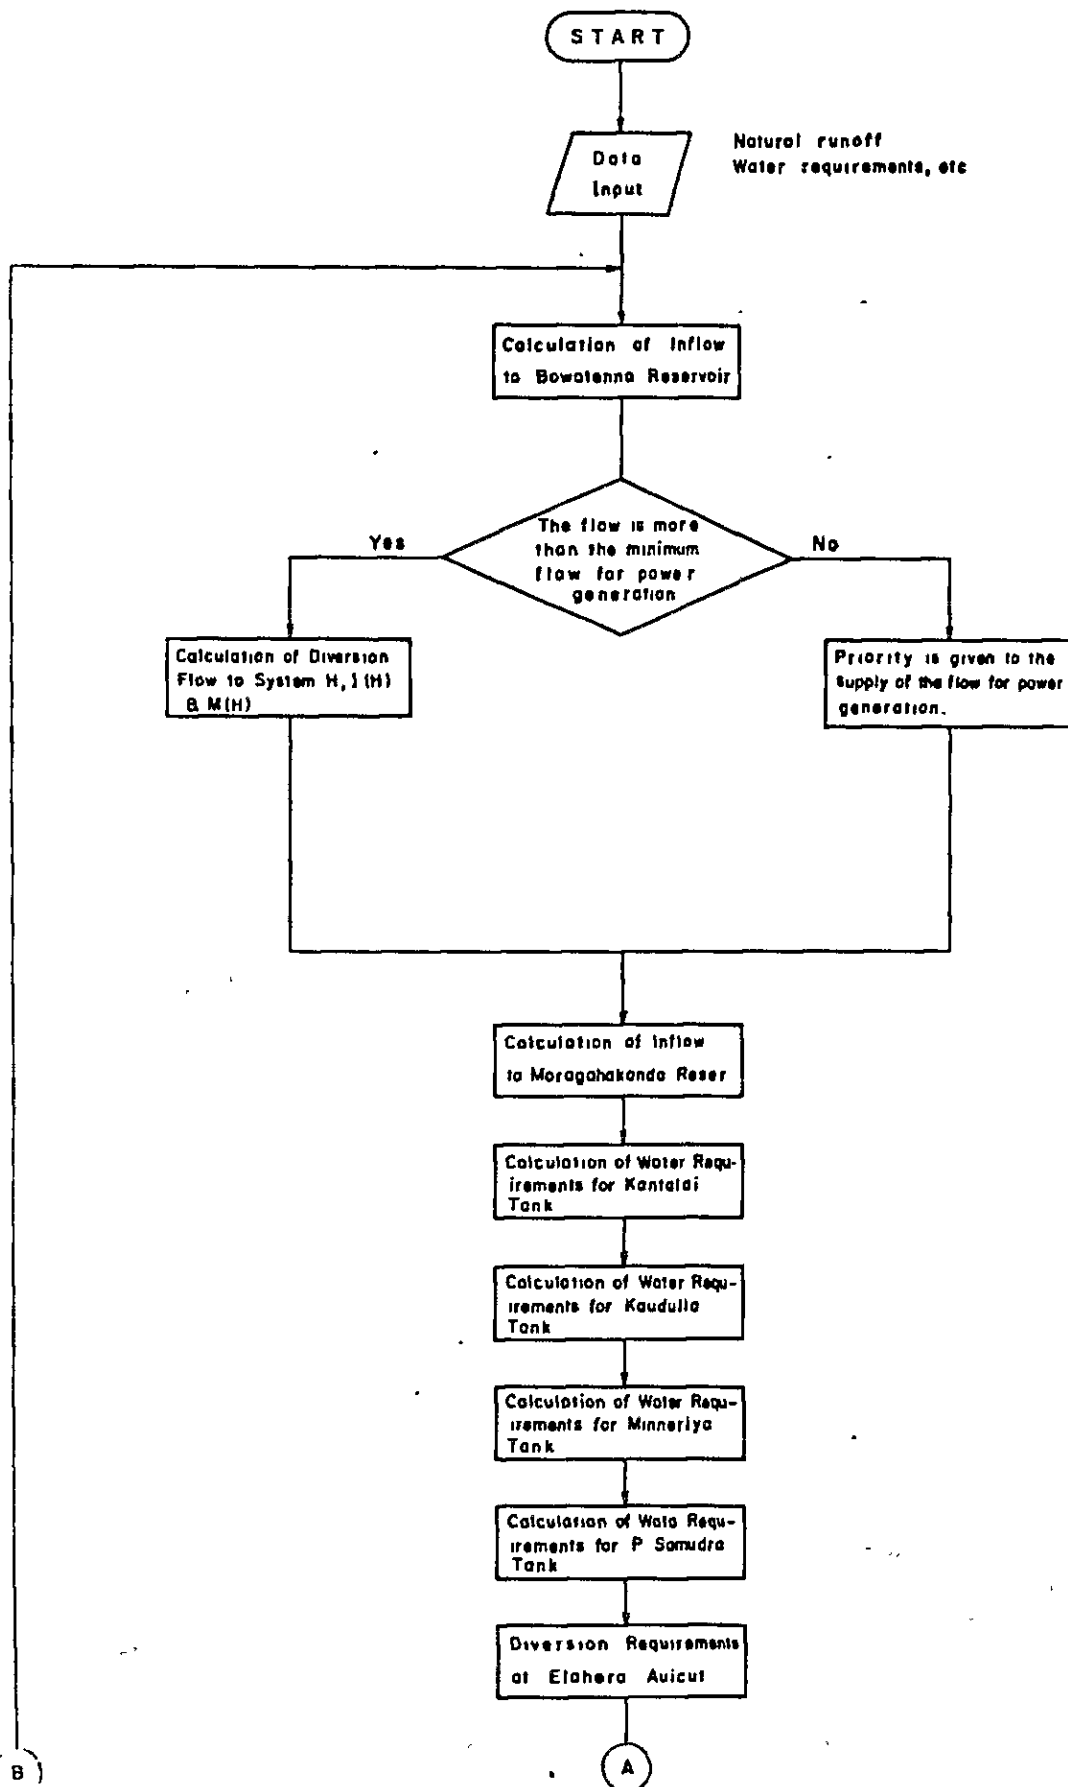 START
Data
Input
Natural runoff
Water requirements, etc
Calculation of Inflow
to Bowatenna Reservoir
The flow is more
than the minimum
flow for power
generation
Yes
No
Calculation of Diversion
Flow to System H, I(H)
& M(H)
Priority is given to the
supply of the flow for power
generation.
Calculation of Inflow
to Moragahakanda Reser
Calculation of Water Requ-
irements for Kantalai
Tank
Calculation of Water Requ-
irements for Kaudulla
Tank
Calculation of Water Requ-
irements for Minneriya
Tank
Calculation of Wate Requ-
irements for P Samudra
Tank
Diversion Requirements
at Elahera Auicut
B
A